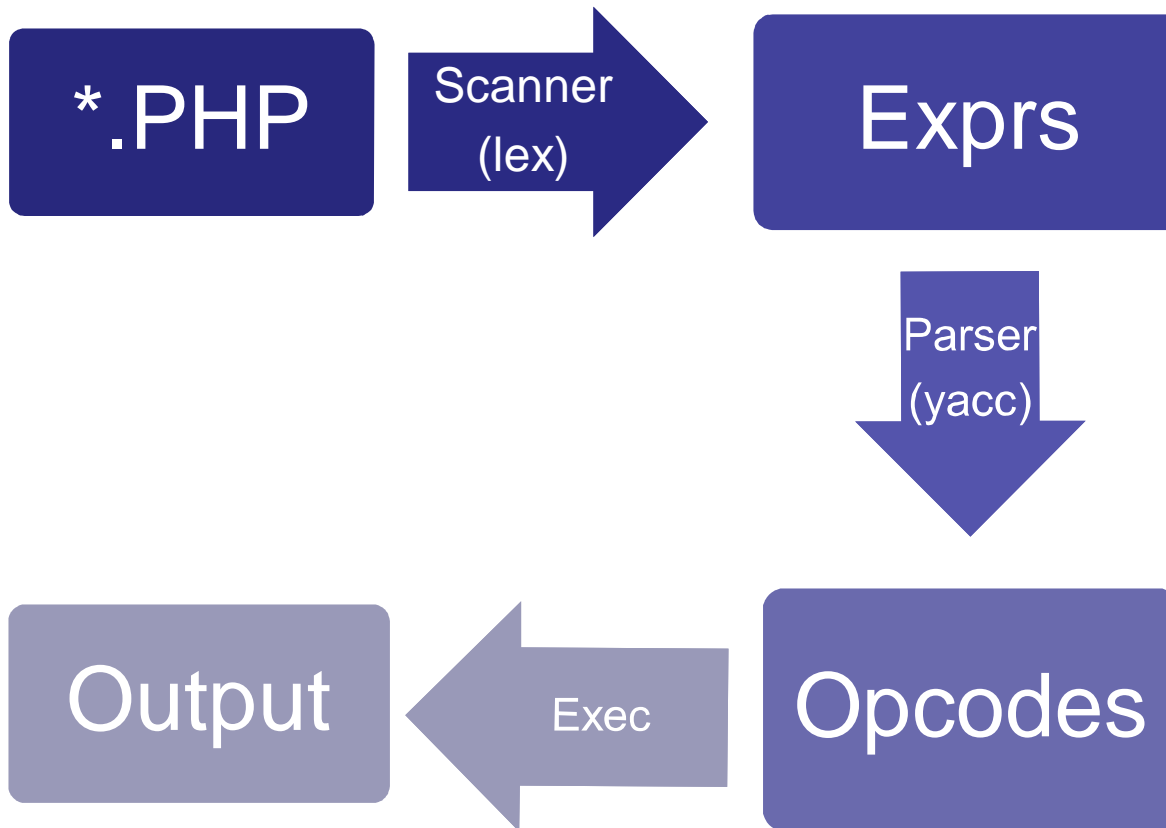 *.PHP
Scanner
(lex)
Exprs
Parser
(yacc)
Opcodes
Exec
Output